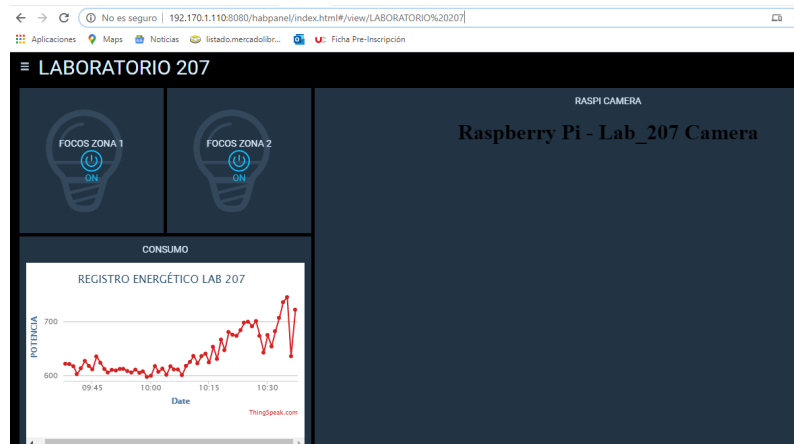 No es seguro | 192.170.1.110:8080/habpanel/index.html#/view/LABORATORIO%20207
Aplicaciones Maps Noticias listado.mercadolibr... Ficha Pre-Inscripción
LABORATORIO 207
FOCOS ZONA 1
ON
FOCOS ZONA 2
ON
RASPI CAMERA
Raspberry Pi - Lab_207 Camera
CONSUMO
REGISTRO ENERGÉTICO LAB 207
POTENCIA
700
600
09:45 10:00 10:15 10:30
Date
ThingSpeak.com